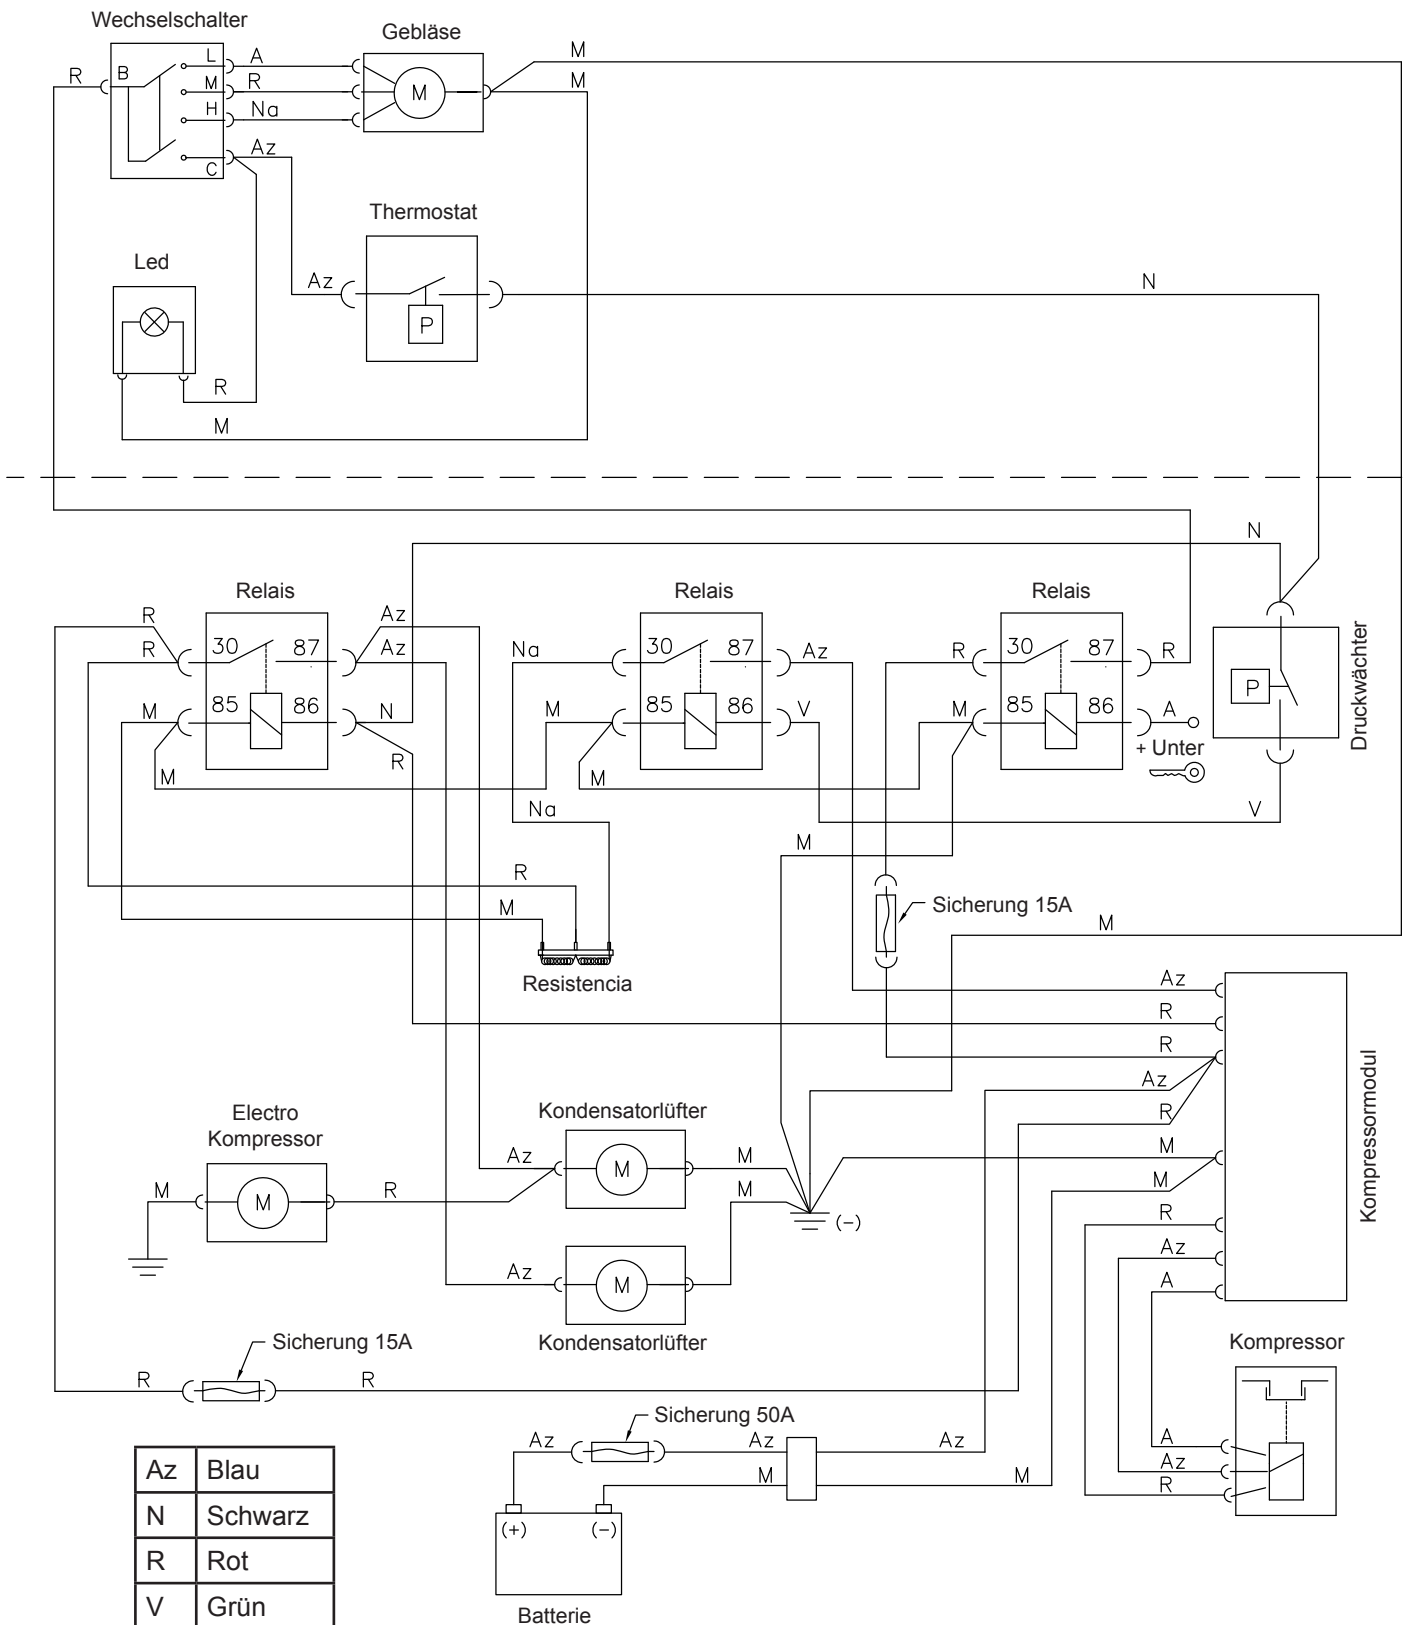 Wechselschalter
Gebläse
M
L A
R B M R M M
H Na
Az
C
Thermostat
Led
Az N
P
R
M
N
Relais Relais Relais
R Az
R 30 87 Az Na 30 87 Az R 30 87 R
Druckwächter
P
M 85 86 N M 85 86 V M 85 86 A
+ Unter
R
M M
Na V
M
R
M
Sicherung 15A
M
Resistencia
Az
R
R
Az
R
Kompressormodul
Electro
Kompressor
Kondensatorlüfter
Az M M
M
M M R
M
M
R
(-)
Az
Az M
A
Kondensatorlüfter
Sicherung 15A
Kompressor
R R
Sicherung 50A
Az Az Az
A
Az
M M
R
(+) (-)
Batterie
Az Blau
N Schwarz
R Rot
V Grün